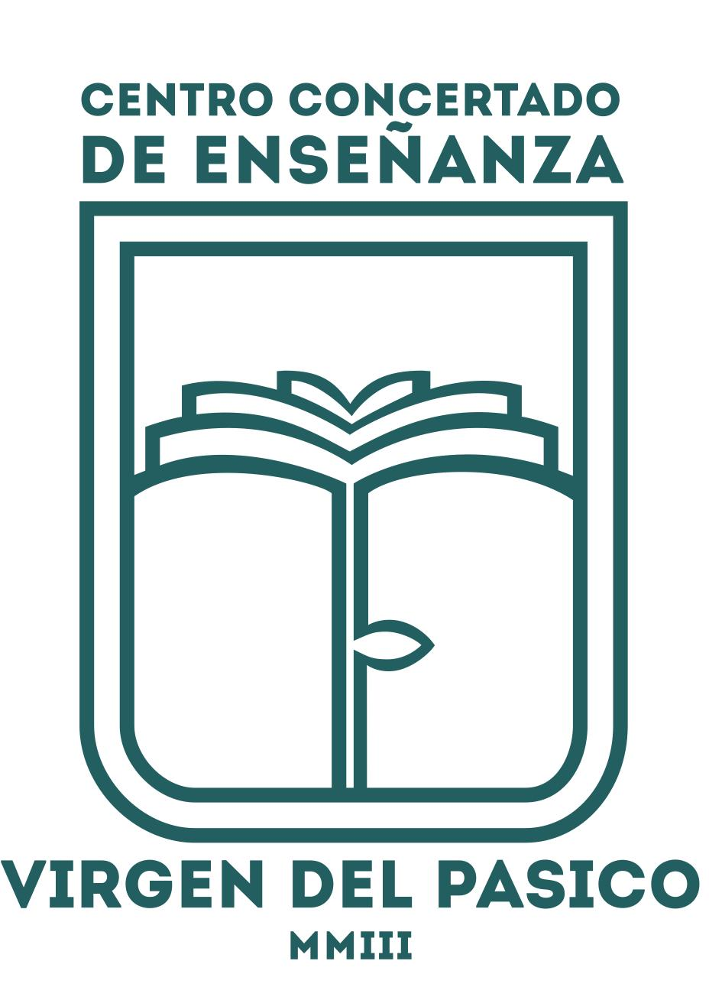 CENTRO CONCERTADO
DE ENSEÑANZA
VIRGEN DEL PASICO
MMIII